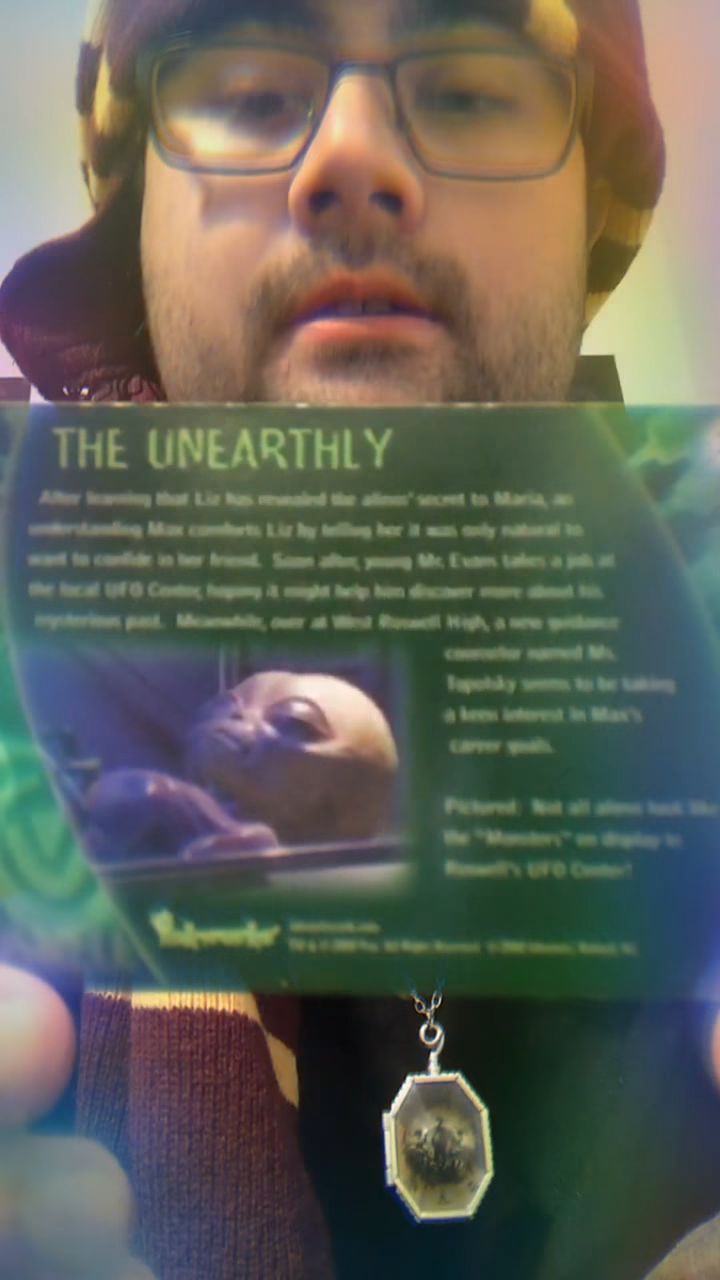 THE UNEARTHLY
After learning that Liz has revealed the aliens' secret to Maria, an
understanding Max comforts Liz by telling her it was only natural to
want to confide in her friend. Soon after, young Mr. Evans takes a job at
the local UFO Center, hoping it might help him discover more about his
mysterious past. Meanwhile, over at West Roswell High, a new guidance
counselor named Ms.
Topolsky seems to be taking
a keen interest in Max's
career goals.
Pictured: Not all aliens look like
the "Monsters" on display in
Roswell's UFO Center!
Inkworks